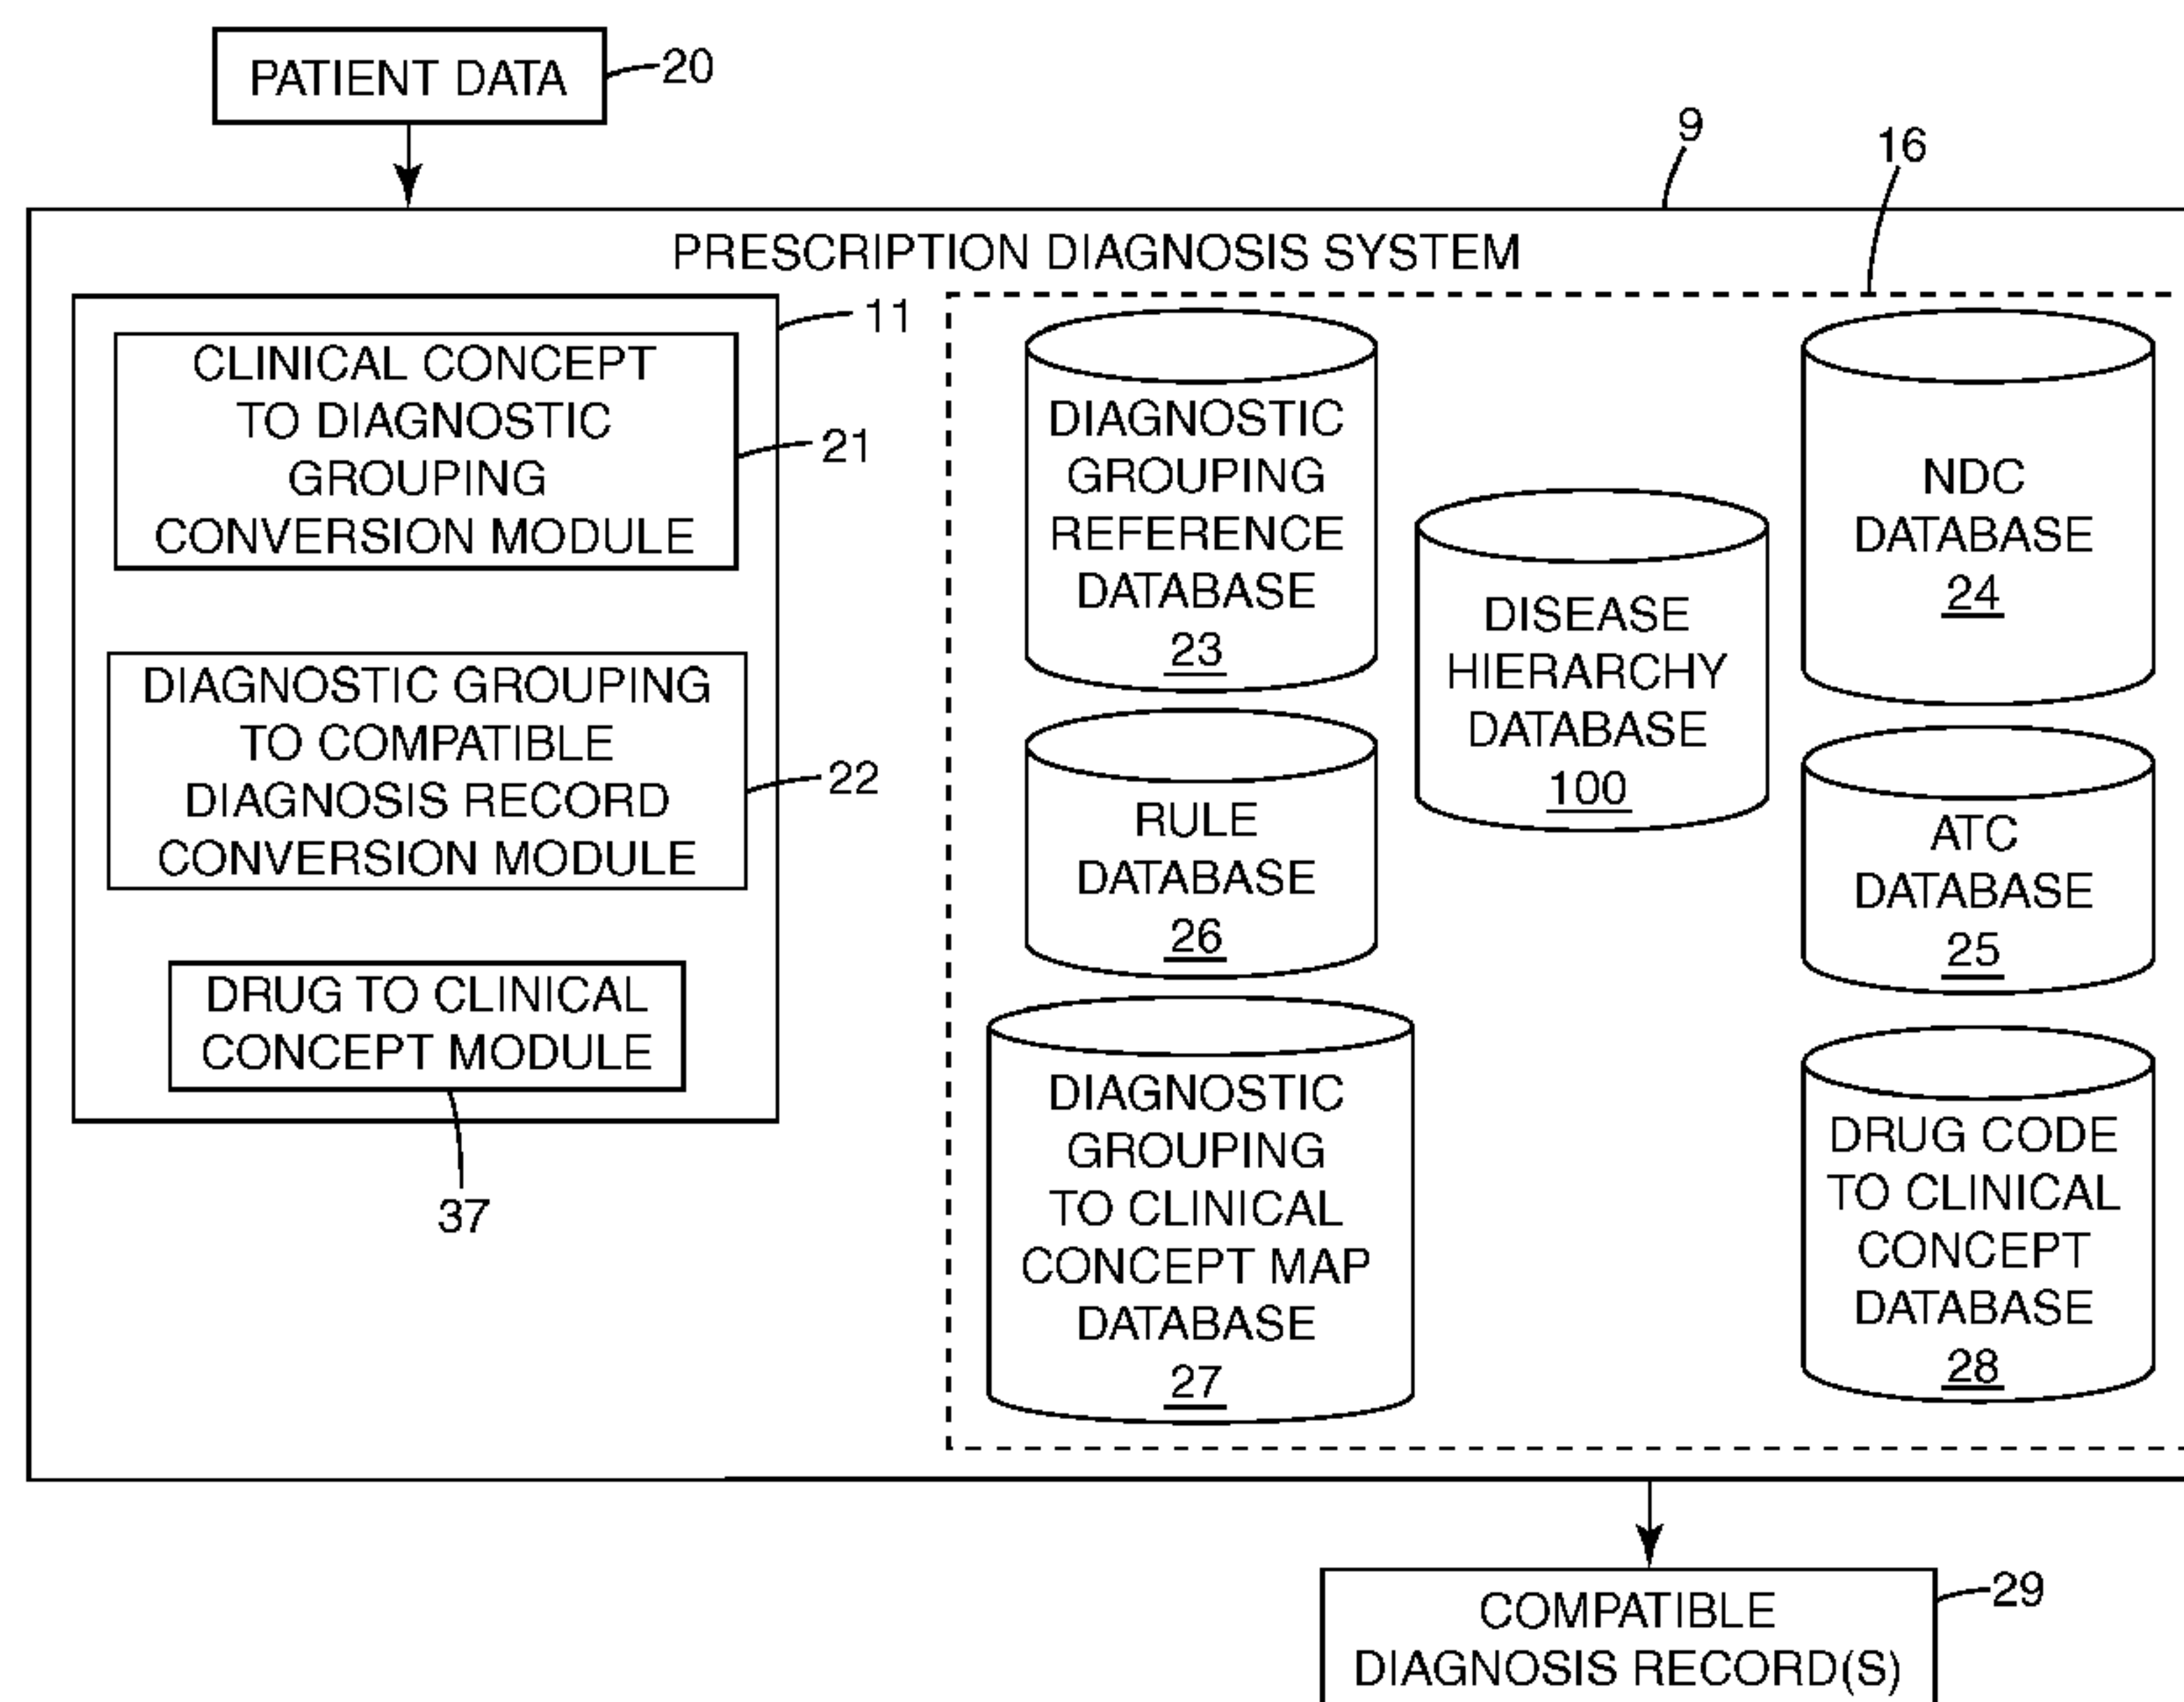 PATIENT DATA
20
9
16
PRESCRIPTION DIAGNOSIS SYSTEM
11
CLINICAL CONCEPT
TO DIAGNOSTIC
GROUPING
CONVERSION MODULE
21
DIAGNOSTIC GROUPING
TO COMPATIBLE
DIAGNOSIS RECORD
CONVERSION MODULE
22
DRUG TO CLINICAL
CONCEPT MODULE
37
DIAGNOSTIC
GROUPING
REFERENCE
DATABASE
23
RULE
DATABASE
26
DIAGNOSTIC
GROUPING
TO CLINICAL
CONCEPT MAP
DATABASE
27
DISEASE
HIERARCHY
DATABASE
100
NDC
DATABASE
24
ATC
DATABASE
25
DRUG CODE
TO CLINICAL
CONCEPT
DATABASE
28
COMPATIBLE
DIAGNOSIS RECORD(S)
29